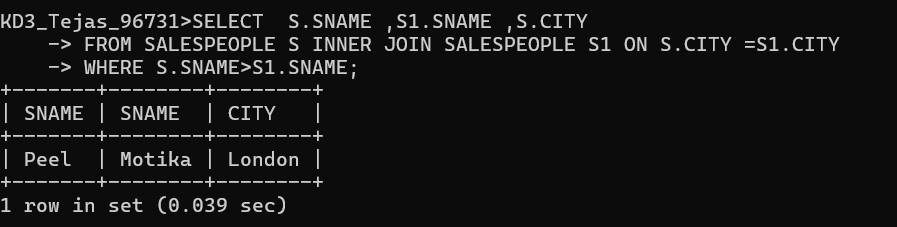 KD3_Tejas_96731>SELECT  S.SNAME ,S1.SNAME ,S.CITY
    -> FROM SALESPEOPLE S INNER JOIN SALESPEOPLE S1 ON S.CITY =S1.CITY
    -> WHERE S.SNAME>S1.SNAME;
+-------+--------+--------+
| SNAME | SNAME  | CITY   |
+-------+--------+--------+
| Peel  | Motika | London |
+-------+--------+--------+
1 row in set (0.039 sec)